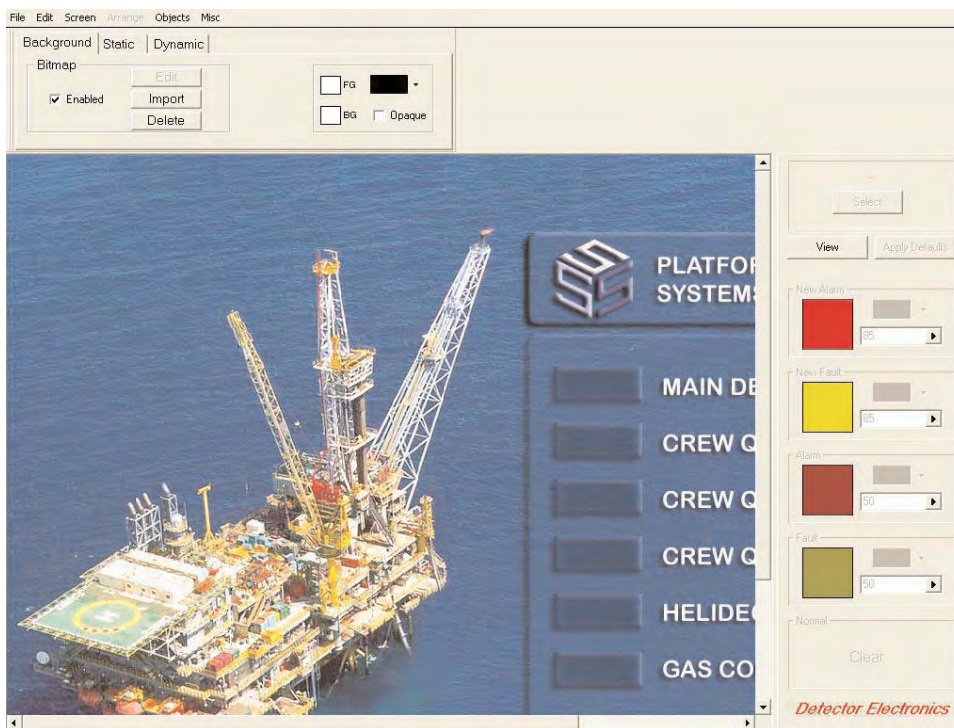 File Edit Screen Arrange Objects Misc
Background Static Dynamic
Bitmap
Edit
Enabled
Import
Delete
FG
BG
Opaque
Select
View Apply Defaults
PLATFOR
SYSTEMS
MAIN DE
CREW Q
CREW Q
CREW Q
HELIDEC
GAS CO
New Alarm
85
New Fault
85
Alarm
50
Fault
50
Normal
Clear
Detector Electronics